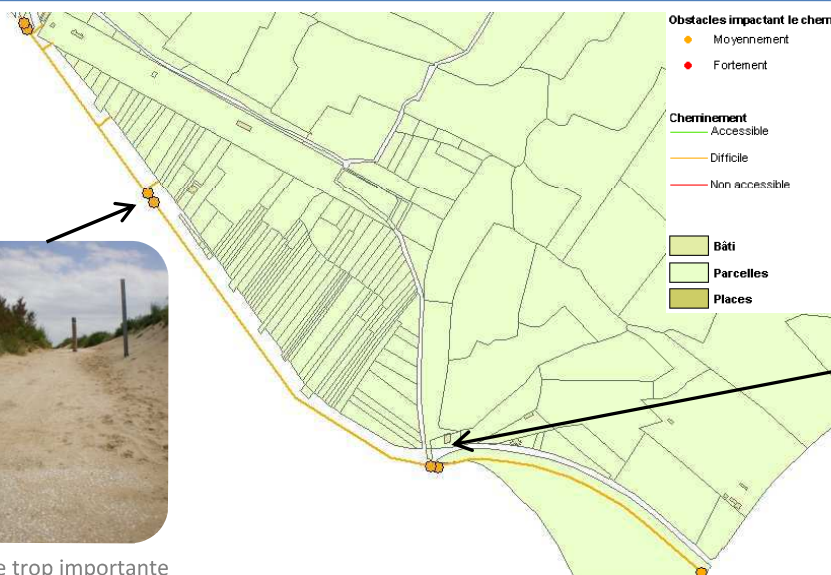 Obstacles impactant le chem
Moyennement
Fortement
Cheminement
Accessible
Difficile
Non accessible
Bâti
Parcelles
Places
e trop importante